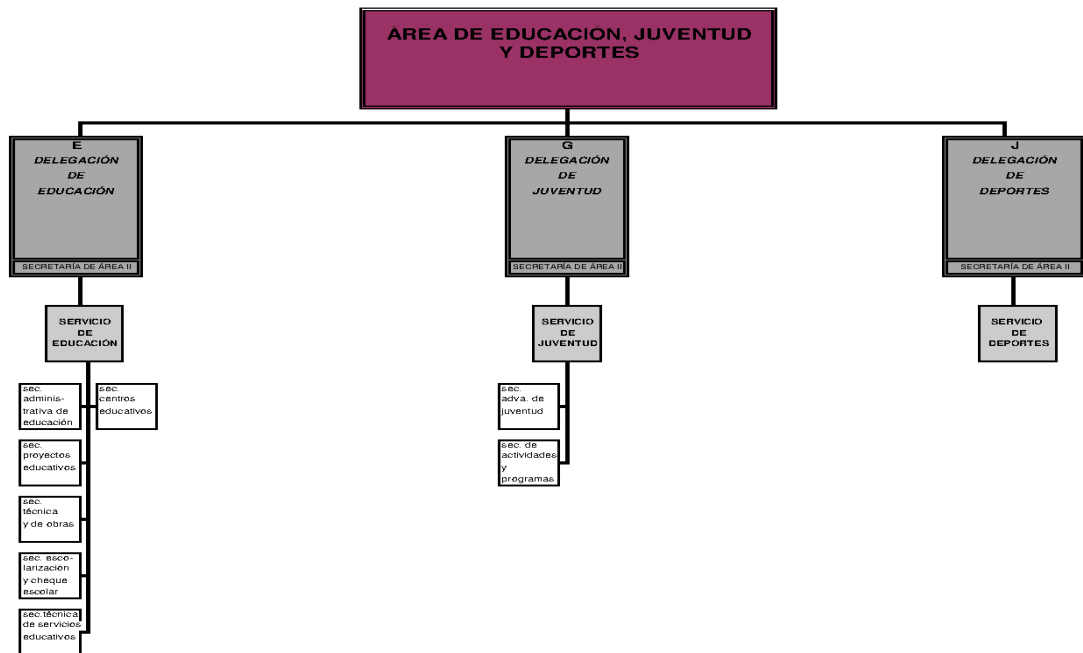 ÁREA DE EDUCACIÓN, JUVENTUD
Y DEPORTES
E
DELEGACIÓN
DE
EDUCACIÓN
SECRETARÍA DE ÁREA II
G
DELEGACIÓN
DE
JUVENTUD
SECRETARÍA DE ÁREA II
J
DELEGACIÓN
DE
DEPORTES
SECRETARÍA DE ÁREA II
SERVICIO
DE
EDUCACIÓN
SERVICIO
DE
JUVENTUD
SERVICIO
DE
DEPORTES
sec.
adminis-
trativa de
educación
sec.
centros
educativos
sec.
proyectos
educativos
sec.
técnica
y de obras
sec. esco-
larización
y cheque
escolar
sec.técnica
de servicios
educativos
sec.
adva. de
juventud
sec. de
actividades
y
programas